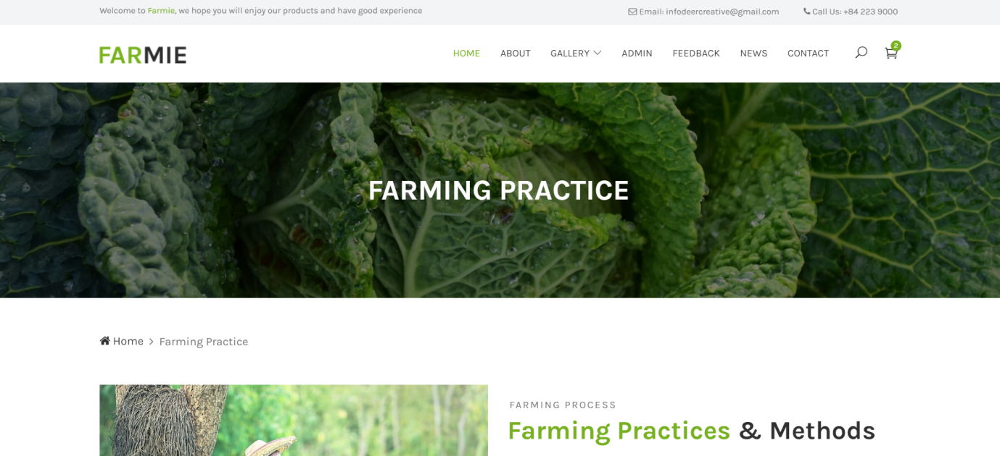 Welcome to Farmie, we hope you will enjoy our products and have good experience
Email: infodeercreative@gmail.com
Call Us: +84 223 9000
FARMIE
HOME ABOUT GALLERY ADMIN FEEDBACK NEWS CONTACT
2
FARMING PRACTICE
Home > Farming Practice
FARMING PROCESS
Farming Practices & Methods